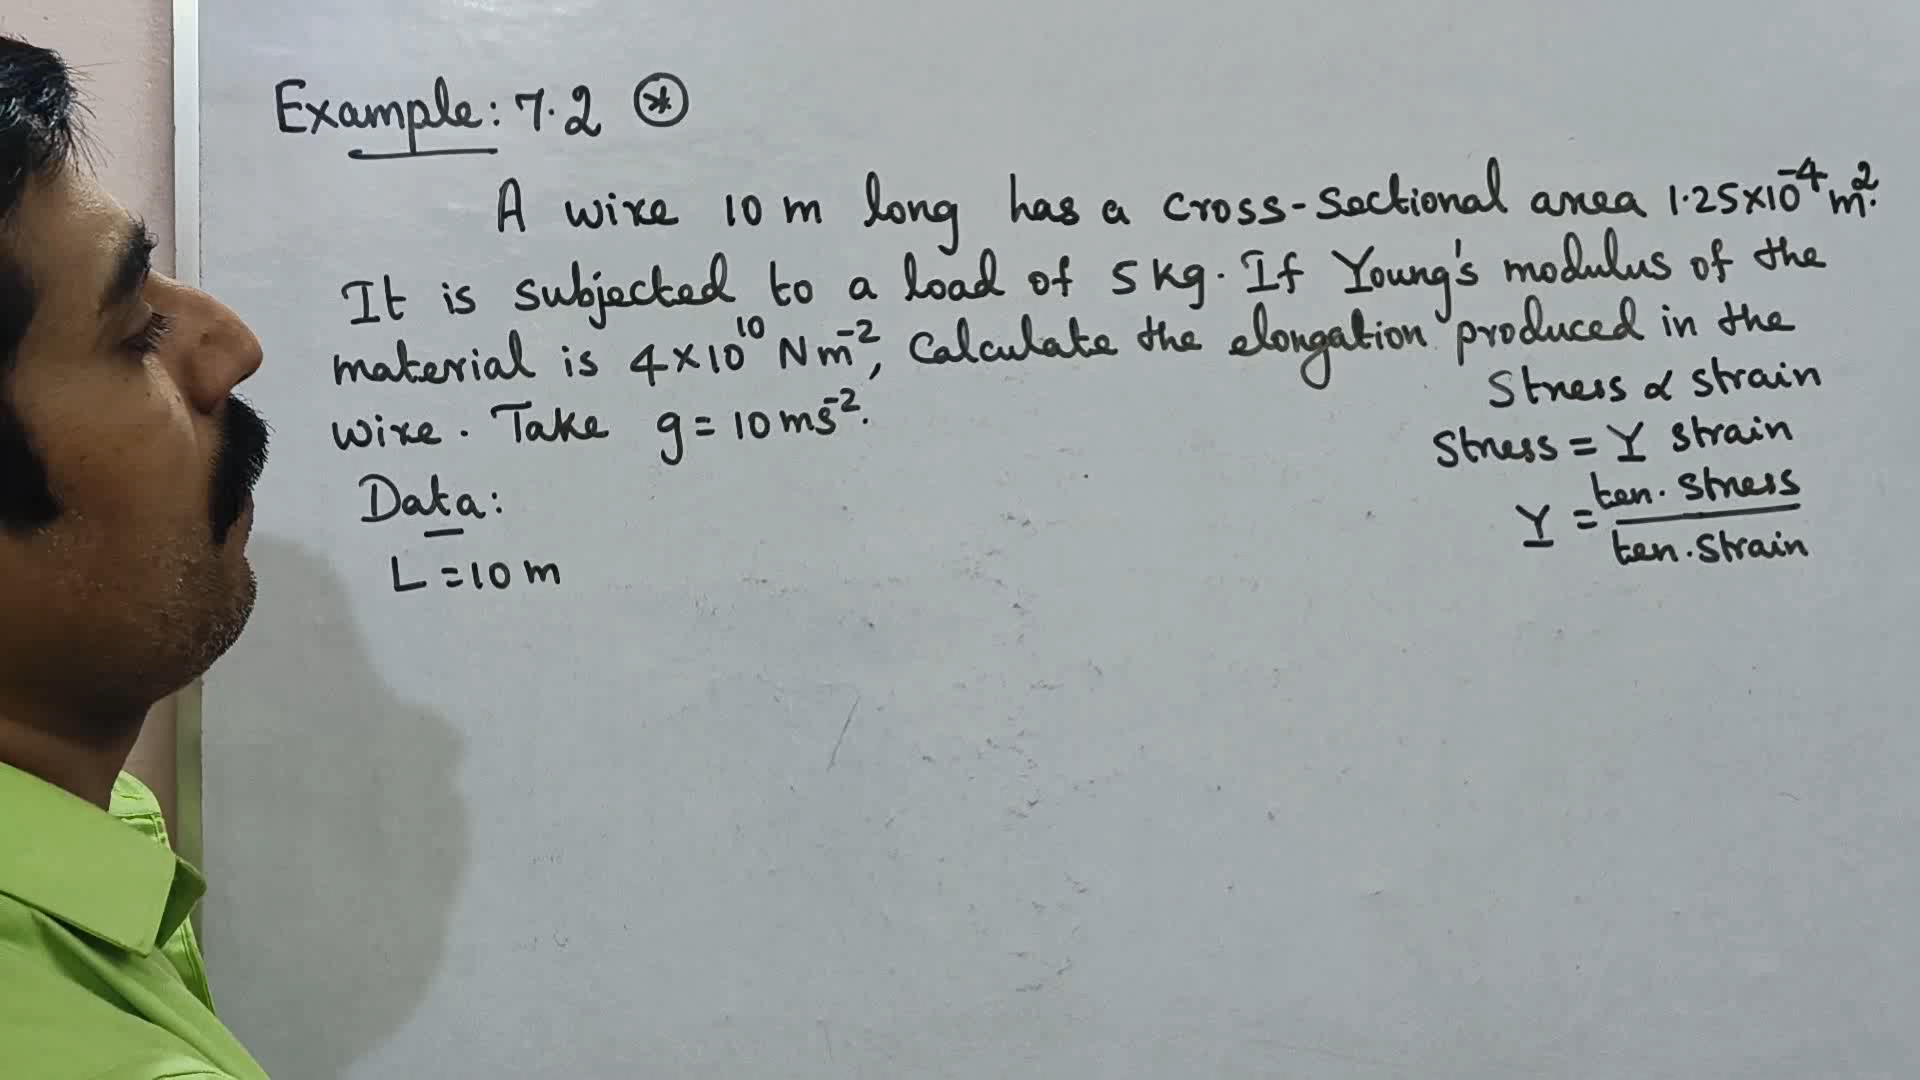 Example: 7.2 ⊛
A wire 10 m long has a cross-sectional area 1.25×10⁻⁴ m².
It is subjected to a load of 5 kg. If Young's modulus of the
material is 4×10¹⁰ Nm⁻², Calculate the elongation produced in the
wire. Take g = 10 ms⁻².
Stress α strain
Stress = Y strain
Y = ten. stress / ten. strain
Data:
L = 10 m